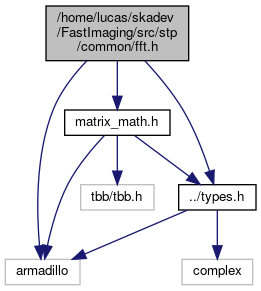 /home/lucas/skadev
/FastImaging/src/stp
/common/fft.h
matrix_math.h
tbb/tbb.h
../types.h
armadillo
complex